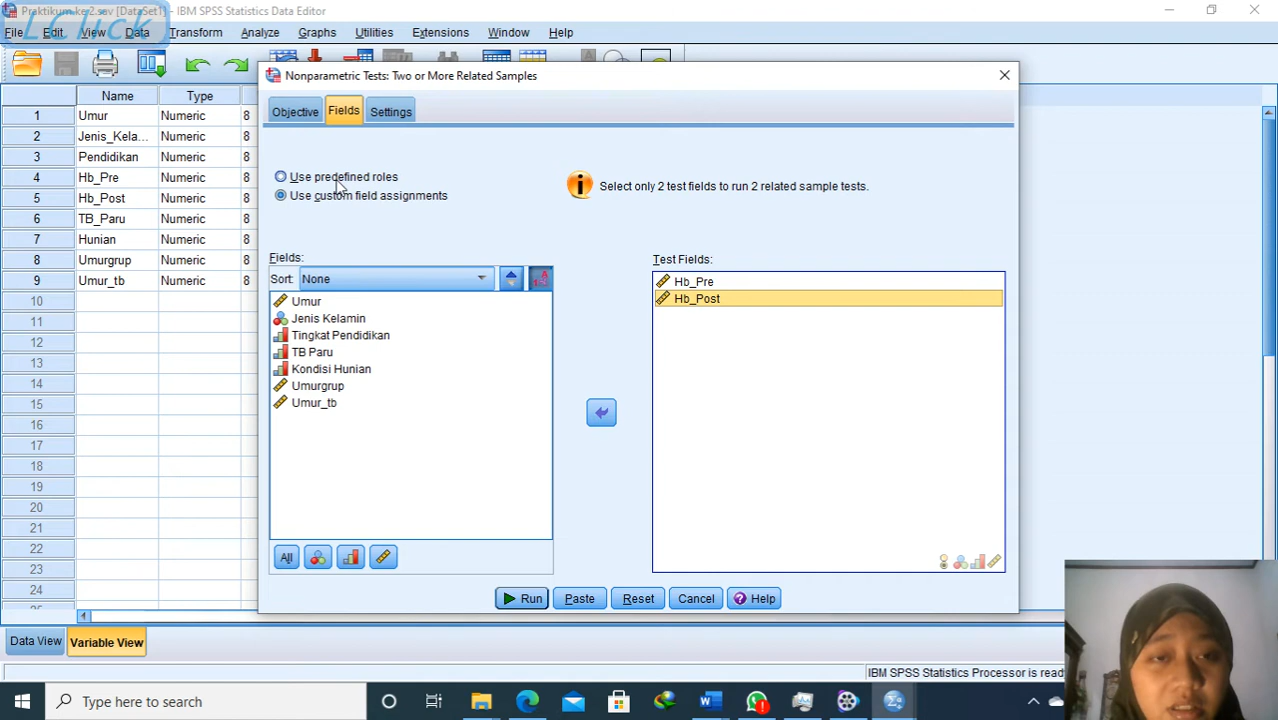 Praktikum ke2.sav [DataSet1] - IBM SPSS Statistics Data Editor
LClick
File Edit View Data Transform Analyze Graphs Utilities Extensions Window Help
Nonparametric Tests: Two or More Related Samples
Name Type
1 Umur Numeric 8
2 Jenis_Kela... Numeric 8
3 Pendidikan Numeric 8
4 Hb_Pre Numeric 8
5 Hb_Post Numeric 8
6 TB_Paru Numeric 8
7 Hunian Numeric 8
8 Umurgrup Numeric 8
9 Umur_tb Numeric 8
10
11
12
13
14
15
16
17
18
19
20
21
22
23
24
Objective Fields Settings
Use predefined roles
Use custom field assignments
Select only 2 test fields to run 2 related sample tests.
Fields:
Sort: None
Umur
Jenis Kelamin
Tingkat Pendidikan
TB Paru
Kondisi Hunian
Umurgrup
Umur_tb
All
Test Fields:
Hb_Pre
Hb_Post
Run Paste Reset Cancel Help
Data View Variable View
IBM SPSS Statistics Processor is ready
Type here to search